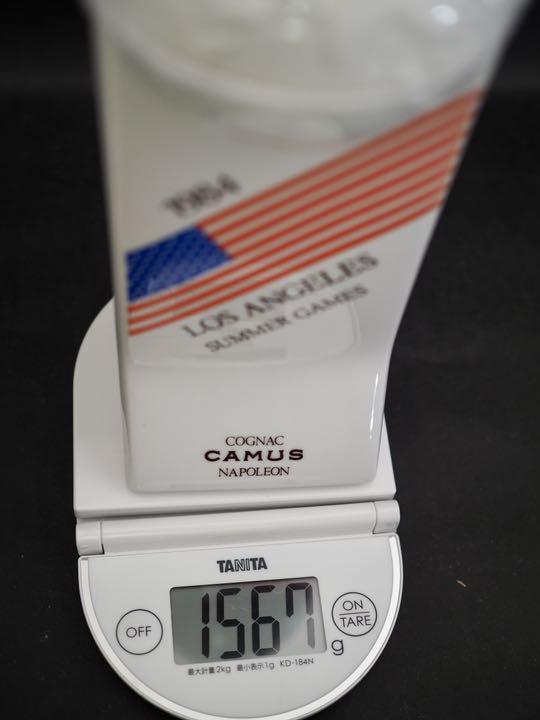 1984
LOS ANGELES
SUMMER GAMES
COGNAC
CAMUS
NAPOLEON
TANITA
OFF
1567
g
ON
TARE
最大計量2kg 最小表示1g KD-184N